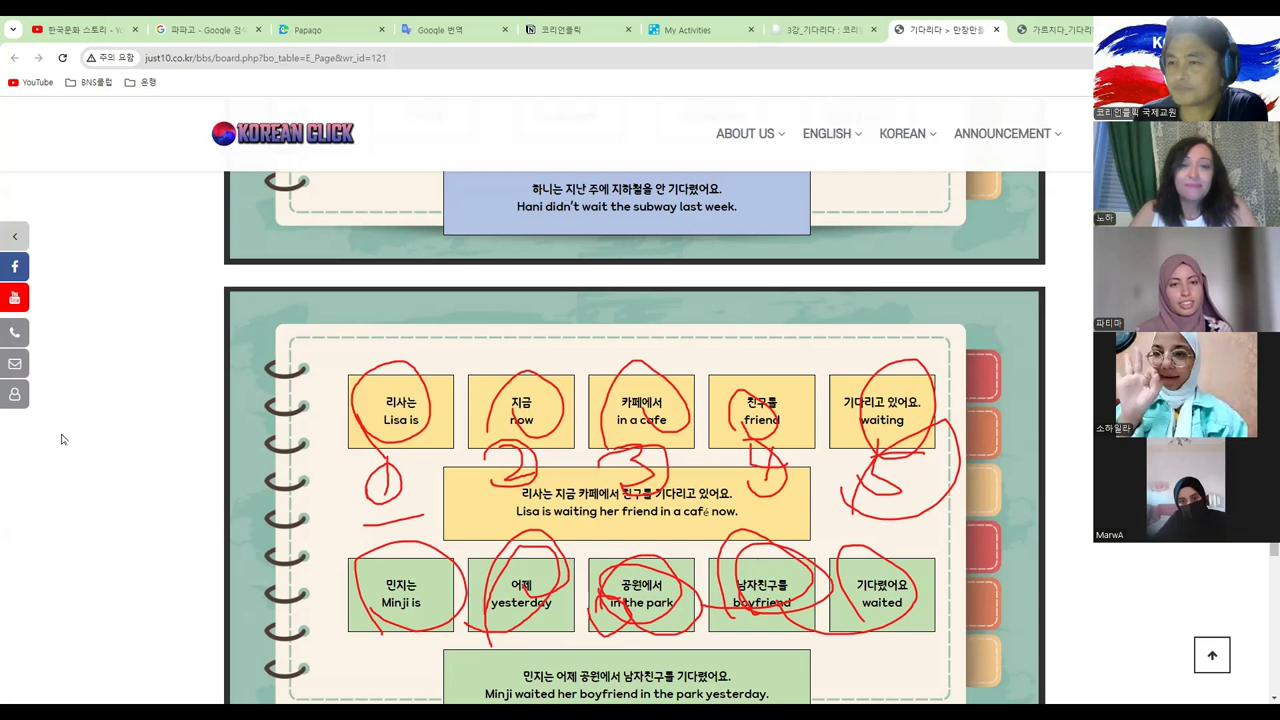 한국문화 스토리 - Yo
파파고 - Google 검색
Papago
Google 번역
코리안클릭
My Activities
3강_기다리다 ; 코리안
기다리다 > 만장만들
가르치다_기다리
주의 요함
just10.co.kr/bbs/board.php?bo_table=E_Page&wr_id=121
YouTube
BNS클럽
은행
KOREAN CLICK
ABOUT US
ENGLISH
KOREAN
ANNOUNCEMENT
하니는 지난 주에 지하철을 안 기다렸어요.
Hani didn't wait the subway last week.
리사는 지금 카페에서 친구를 기다리고 있어요.
Lisa is now in a cafe friend waiting
1 2 3 4 5
리사는 지금 카페에서 친구를 기다리고 있어요.
Lisa is waiting her friend in a café now.
민지는 어제 공원에서 남자친구를 기다렸어요
Minji is yesterday in the park boyfriend waited
민지는 어제 공원에서 남자친구를 기다렸어요.
Minji waited her boyfriend in the park yesterday.
코리안클릭 국제교원
노하
파티마
소하일라
MarwA